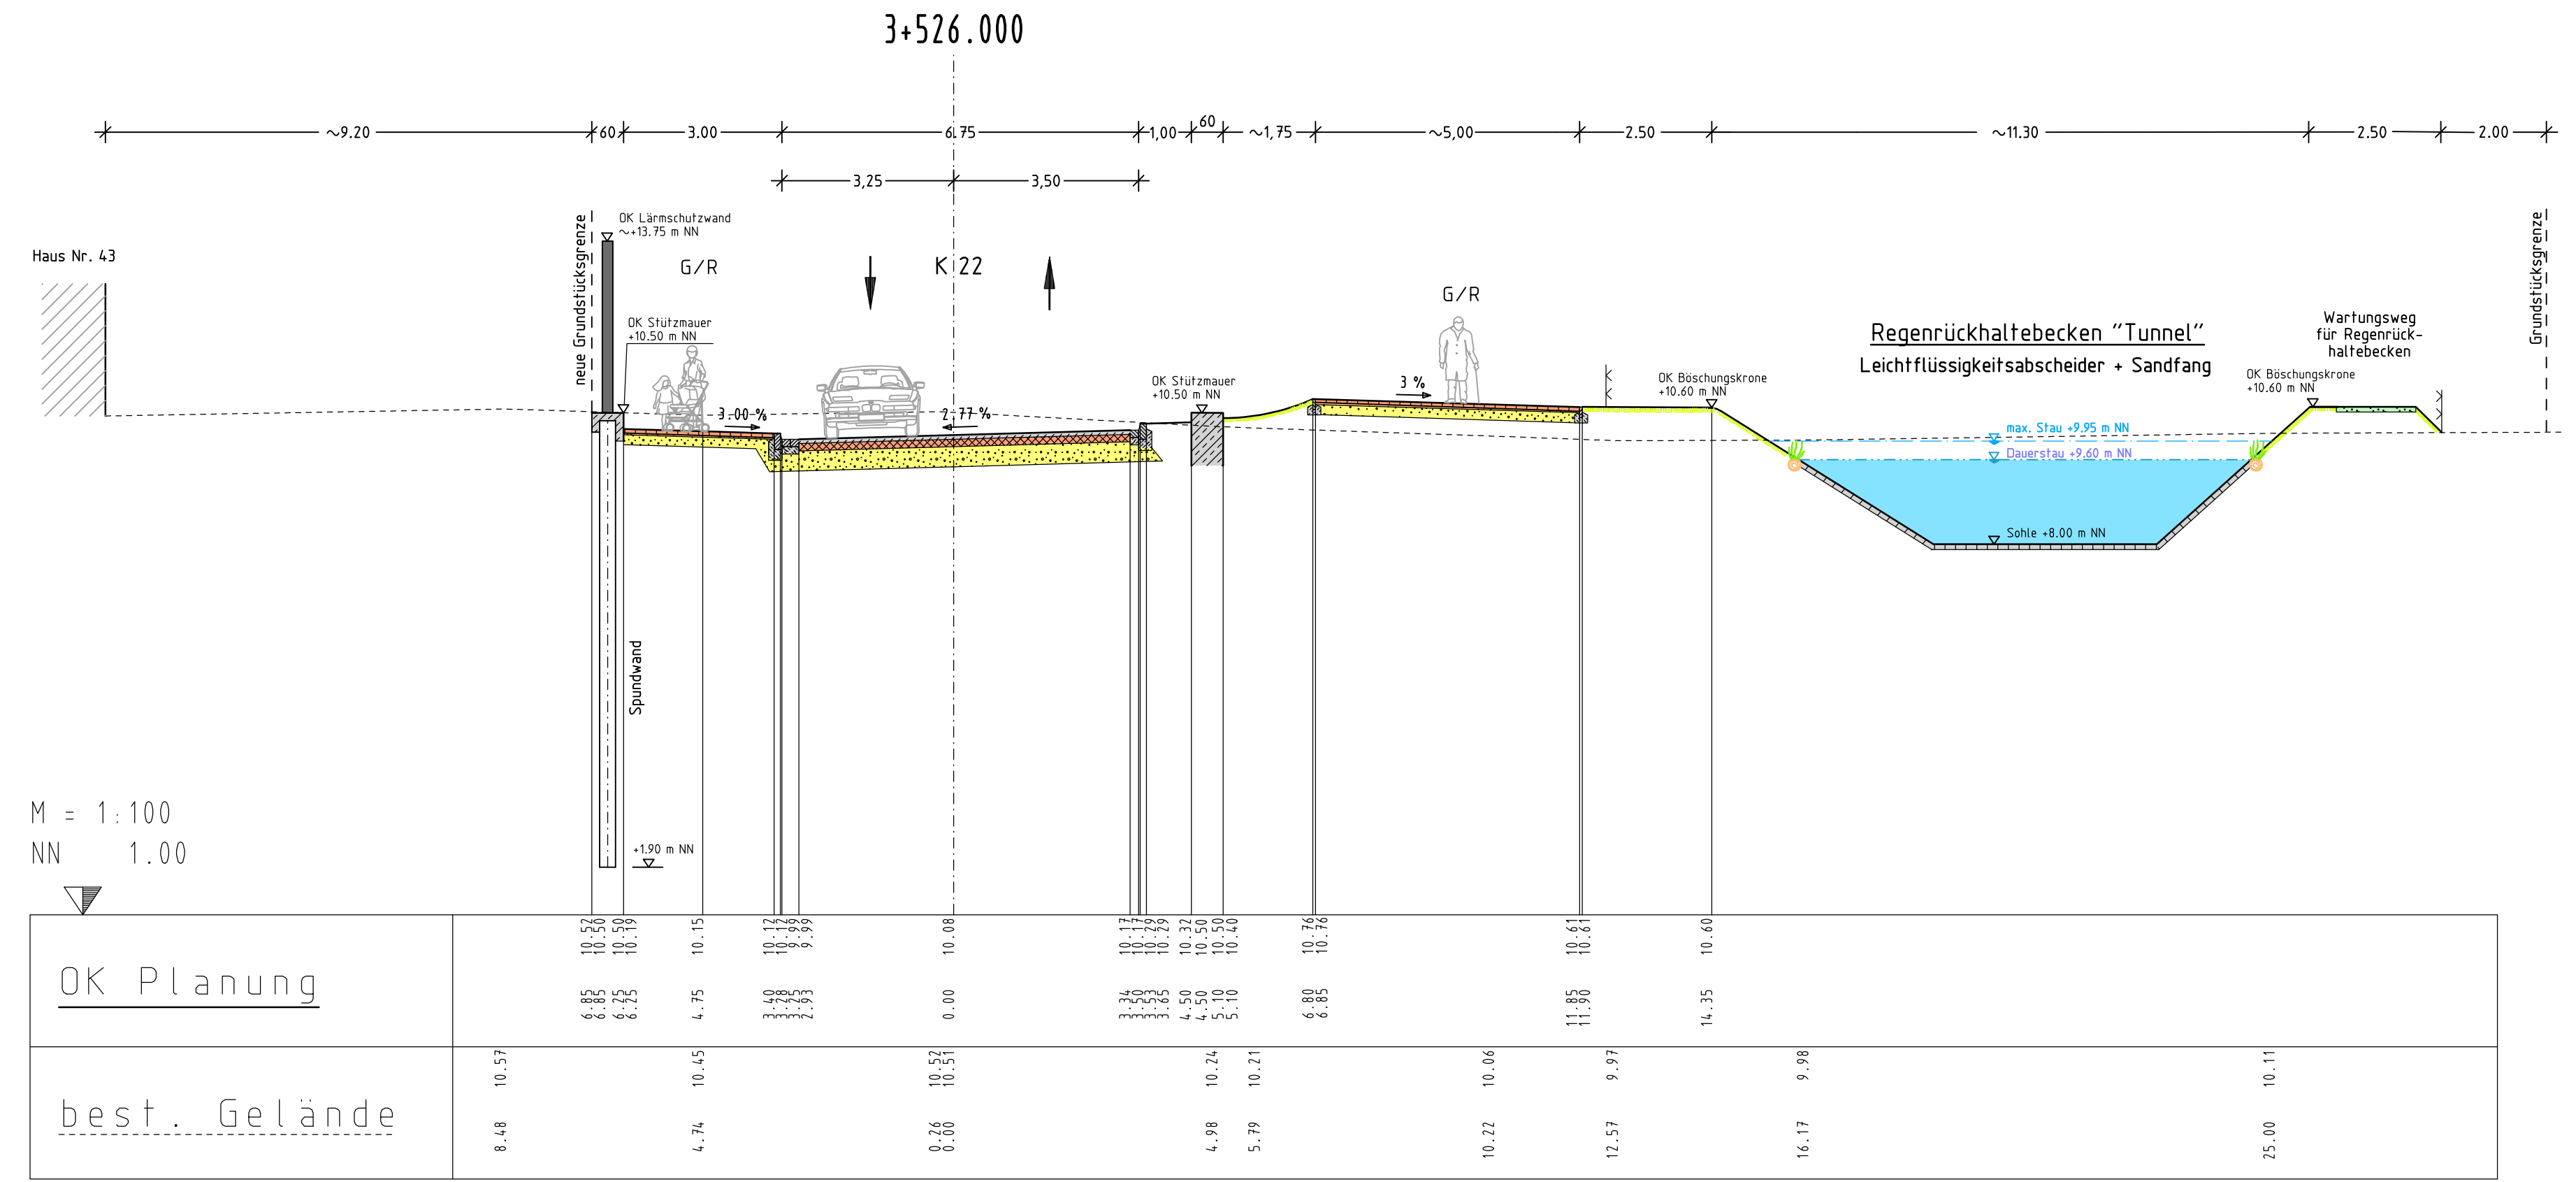 3+526.000
~9.20
60
3.00
6.75
1,00
60
~1,75
~5,00
2.50
~11.30
2.50
2.00
3,25
3,50
neue Grundstücksgrenze
OK Lärmschutzwand
~+13.75 m NN
Haus Nr. 43
G/R
K 22
OK Stützmauer
+10.50 m NN
3.00 %
2.77 %
OK Stützmauer
+10.50 m NN
G/R
3 %
OK Böschungskrone
+10.60 m NN
Regenrückhaltebecken "Tunnel"
Leichtflüssigkeitsabscheider + Sandfang
Wartungsweg
für Regenrück-
haltebecken
OK Böschungskrone
+10.60 m NN
Grundstücksgrenze
max. Stau +9.95 m NN
Dauerstau +9.60 m NN
Sohle +8.00 m NN
Spundwand
+1.90 m NN
M = 1:100
NN 1.00
OK Planung
10.52 10.50 10.50 10.19 10.15 10.12 10.12 9.99 9.99 10.08 10.17 10.17 10.29 10.29 10.32 10.50 10.50 10.40 10.76 10.76 10.61 10.61 10.60
6.85 6.85 6.25 6.25 4.75 3.40 3.28 3.25 2.93 0.00 3.34 3.50 3.53 3.65 4.50 4.50 5.10 5.10 6.80 6.85 11.85 11.90 14.35
best. Gelände
10.57 10.45 10.52 10.51 10.24 10.21 10.06 9.97 9.98 10.11
8.48 4.74 0.26 0.00 4.98 5.79 10.22 12.57 16.17 25.00